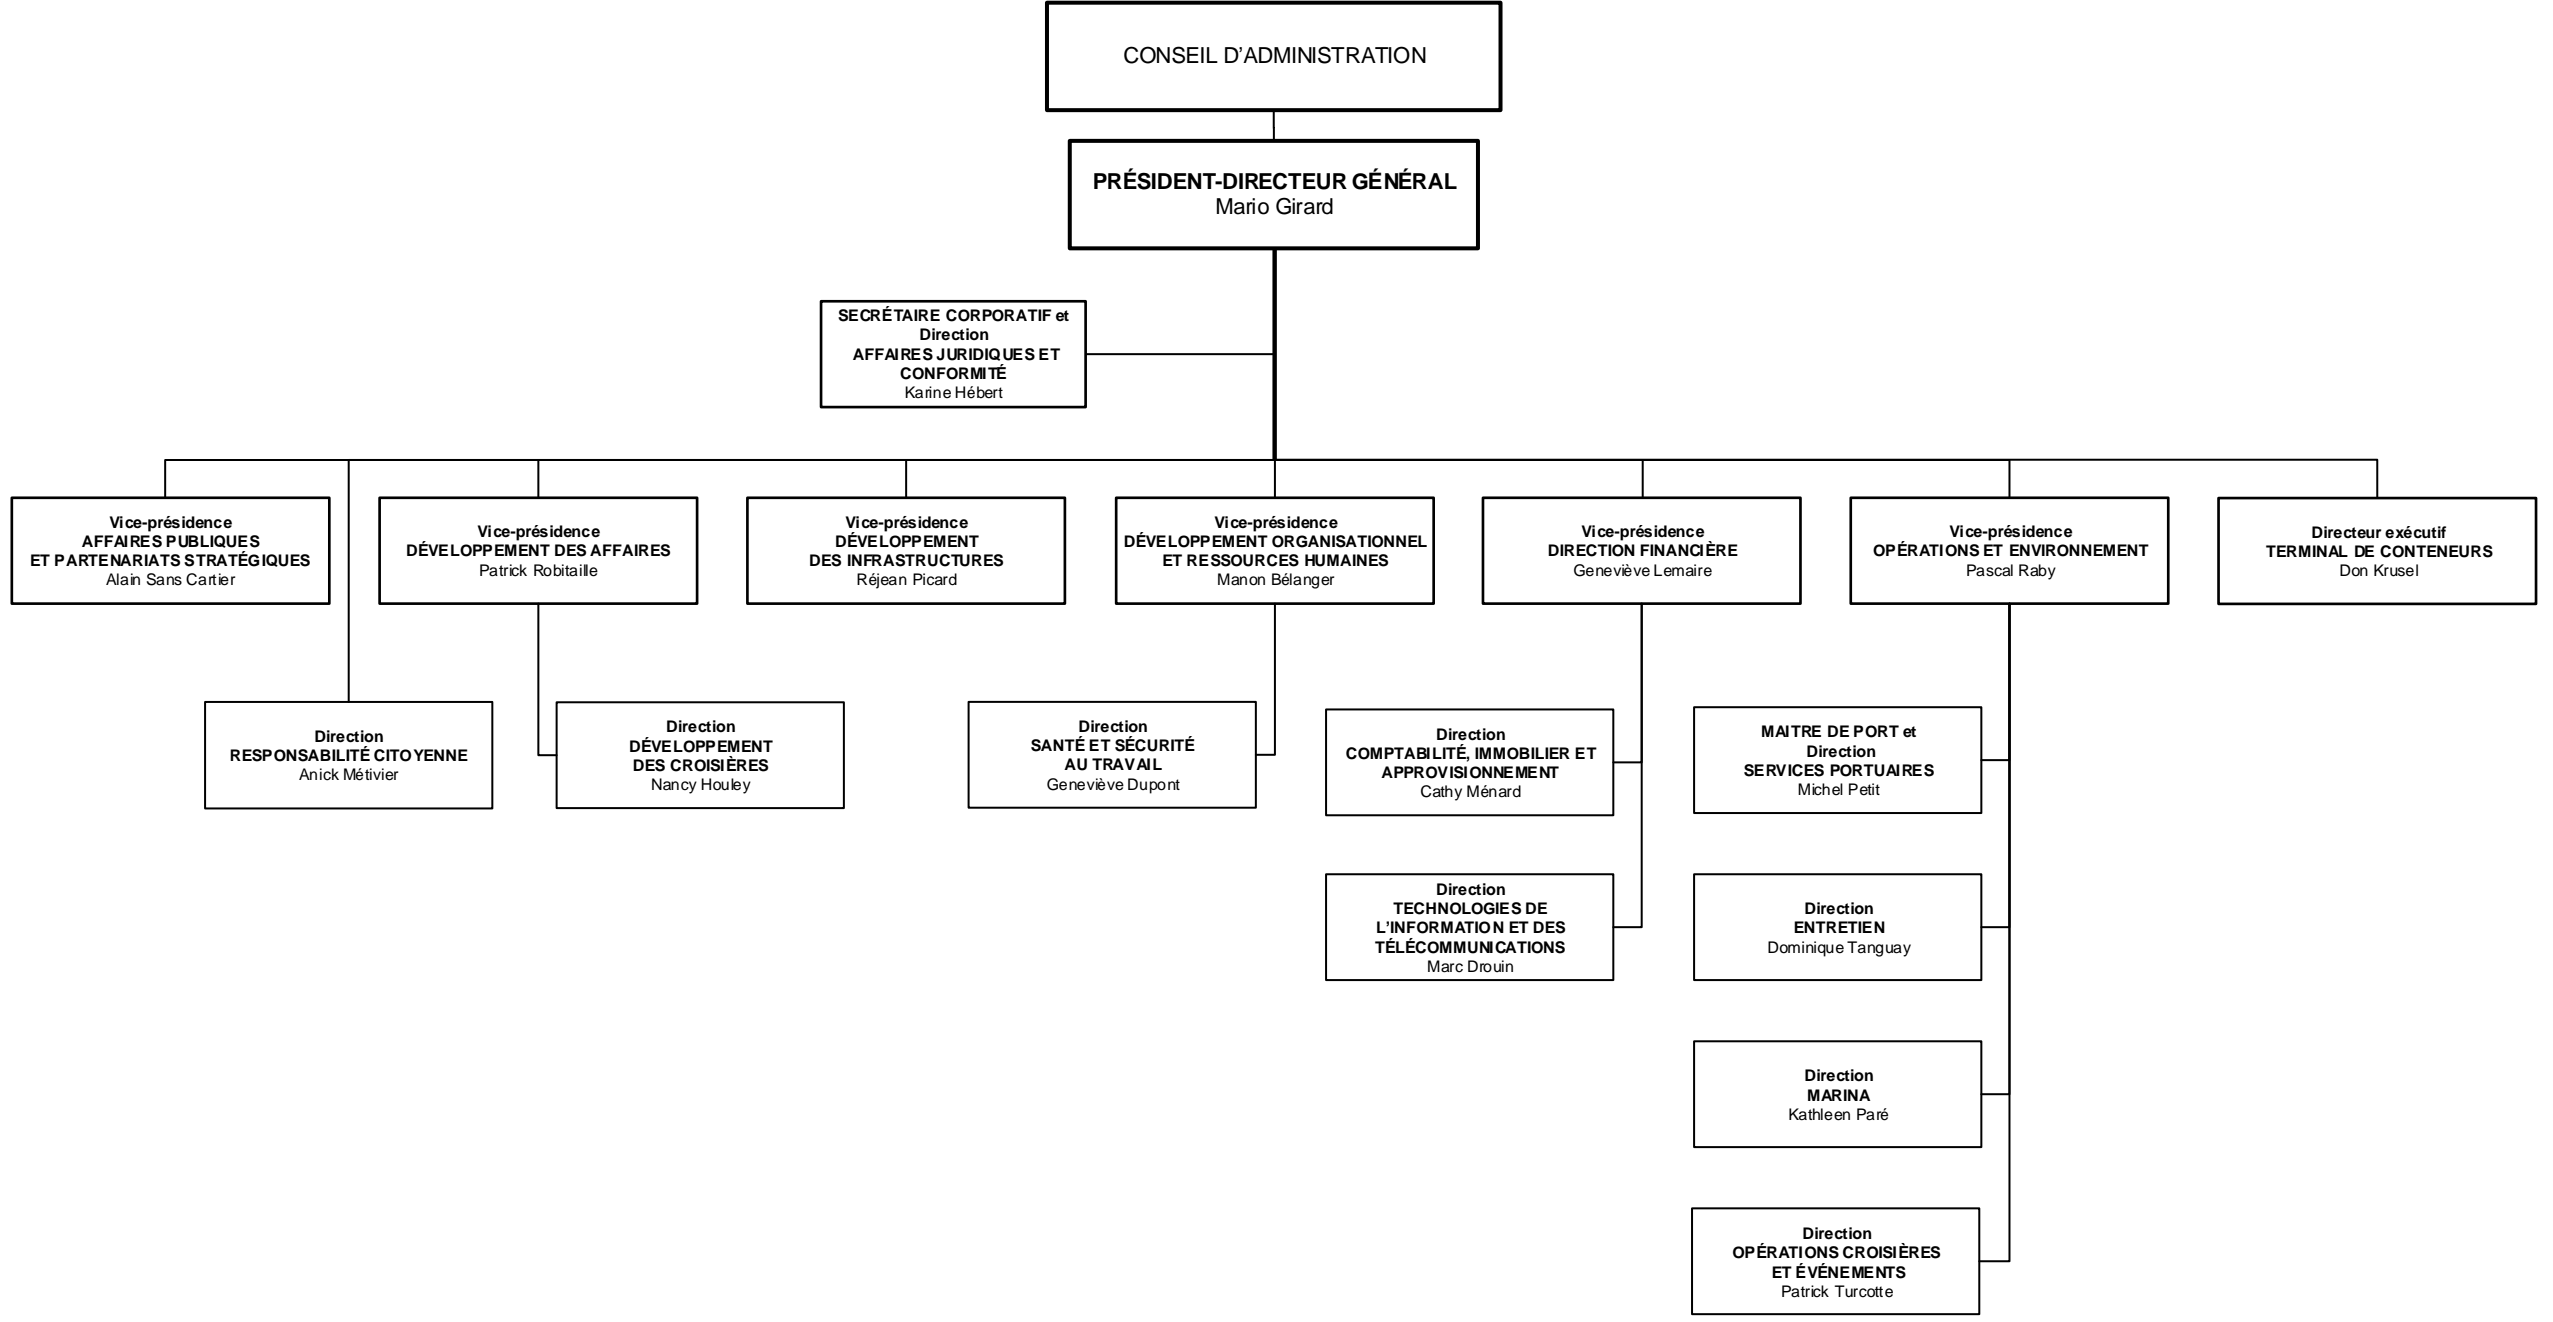 CONSEIL D’ADMINISTRATION
PRÉSIDENT-DIRECTEUR GÉNÉRAL
Mario Girard
SECRÉTAIRE CORPORATIF et
Direction
AFFAIRES JURIDIQUES ET
CONFORMITÉ
Karine Hébert
Vice-présidence
AFFAIRES PUBLIQUES
ET PARTENARIATS STRATÉGIQUES
Alain Sans Cartier
Vice-présidence
DÉVELOPPEMENT DES AFFAIRES
Patrick Robitaille
Vice-présidence
DÉVELOPPEMENT
DES INFRASTRUCTURES
Réjean Picard
Vice-présidence
DÉVELOPPEMENT ORGANISATIONNEL
ET RESSOURCES HUMAINES
Manon Bélanger
Vice-présidence
DIRECTION FINANCIÈRE
Geneviève Lemaire
Vice-présidence
OPÉRATIONS ET ENVIRONNEMENT
Pascal Raby
Directeur exécutif
TERMINAL DE CONTENEURS
Don Krusel
Direction
RESPONSABILITÉ CITOYENNE
Anick Métivier
Direction
DÉVELOPPEMENT
DES CROISIÈRES
Nancy Houley
Direction
SANTÉ ET SÉCURITÉ
AU TRAVAIL
Geneviève Dupont
Direction
COMPTABILITÉ, IMMOBILIER ET
APPROVISIONNEMENT
Cathy Ménard
MAITRE DE PORT et
Direction
SERVICES PORTUAIRES
Michel Petit
Direction
TECHNOLOGIES DE
L’INFORMATION ET DES
TÉLÉCOMMUNICATIONS
Marc Drouin
Direction
ENTRETIEN
Dominique Tanguay
Direction
MARINA
Kathleen Paré
Direction
OPÉRATIONS CROISIÈRES
ET ÉVÉNEMENTS
Patrick Turcotte